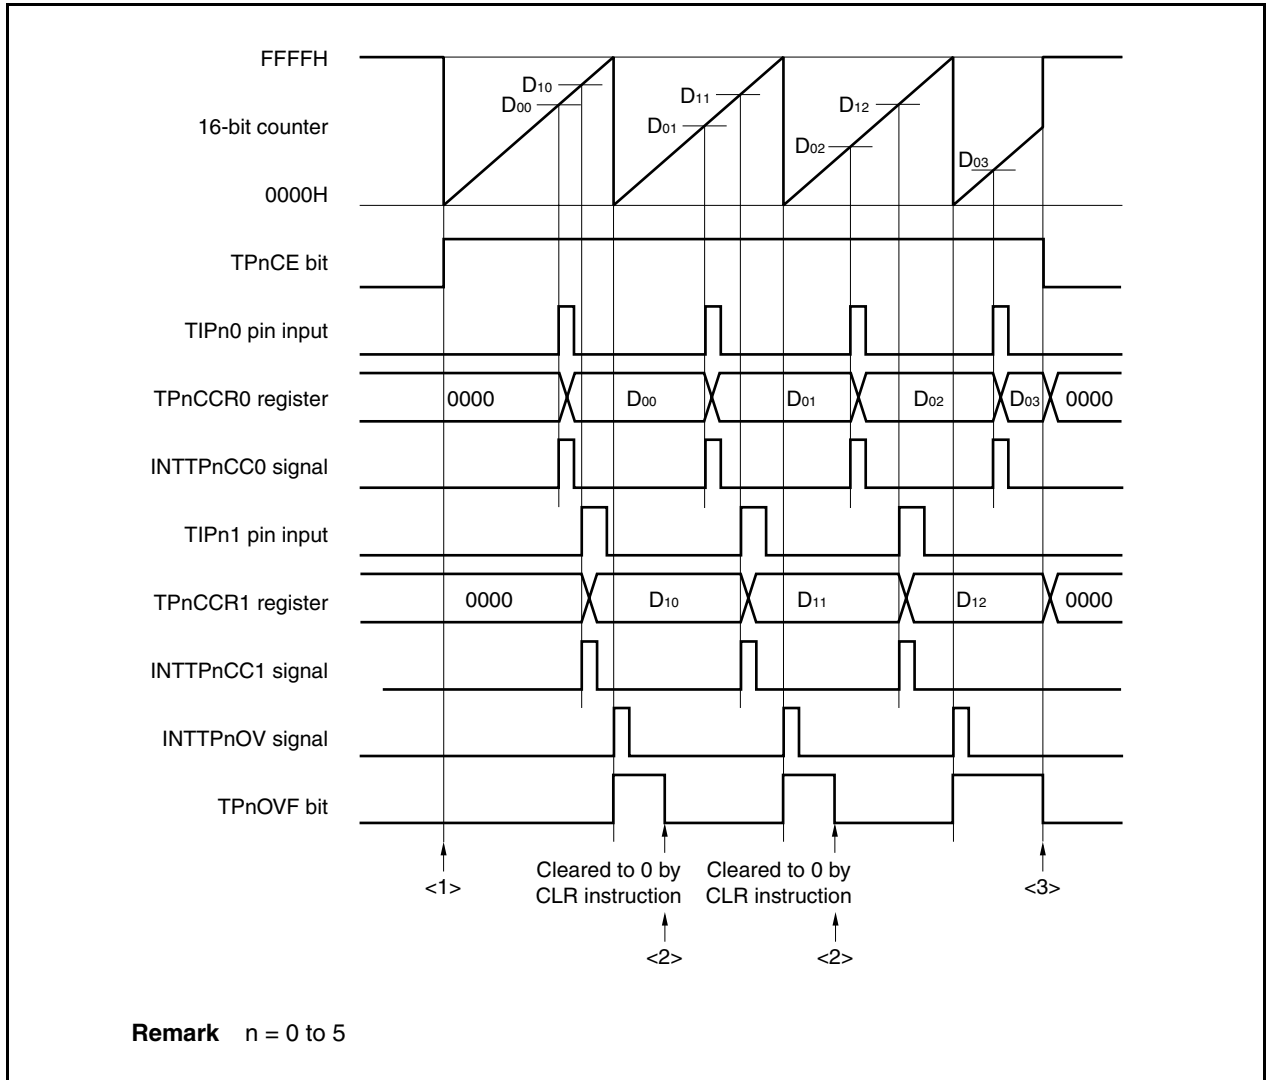 FFFFH
D10
D00
D11
D01
D12
D02
D03
16-bit counter
0000H
TPnCE bit
TIPn0 pin input
TPnCCR0 register
0000 D00 D01 D02 D03 0000
INTTPnCC0 signal
TIPn1 pin input
TPnCCR1 register
0000 D10 D11 D12 0000
INTTPnCC1 signal
INTTPnOV signal
TPnOVF bit
<1>
Cleared to 0 by
CLR instruction
<2>
Cleared to 0 by
CLR instruction
<2>
<3>
Remark n = 0 to 5